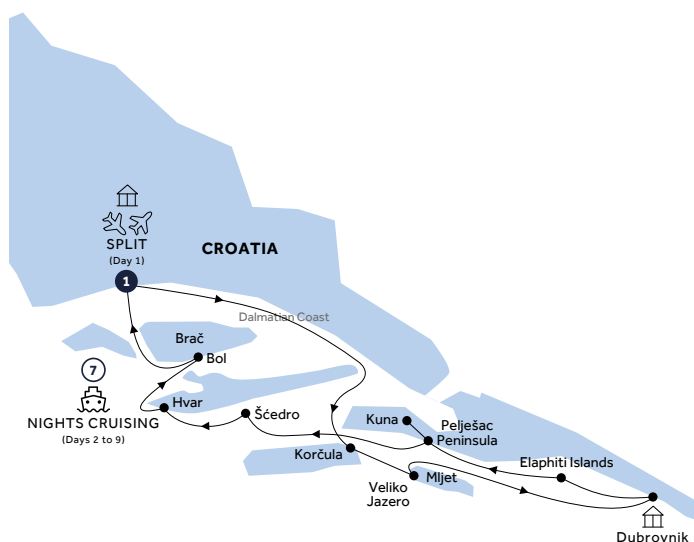 SPLIT
(Day 1)
CROATIA
1
Dalmatian Coast
Brač
Bol
7
NIGHTS CRUISING
(Days 2 to 9)
Hvar
Šćedro
Kuna
Pelješac
Peninsula
Korčula
Elaphiti Islands
Mljet
Veliko
Jazero
Dubrovnik